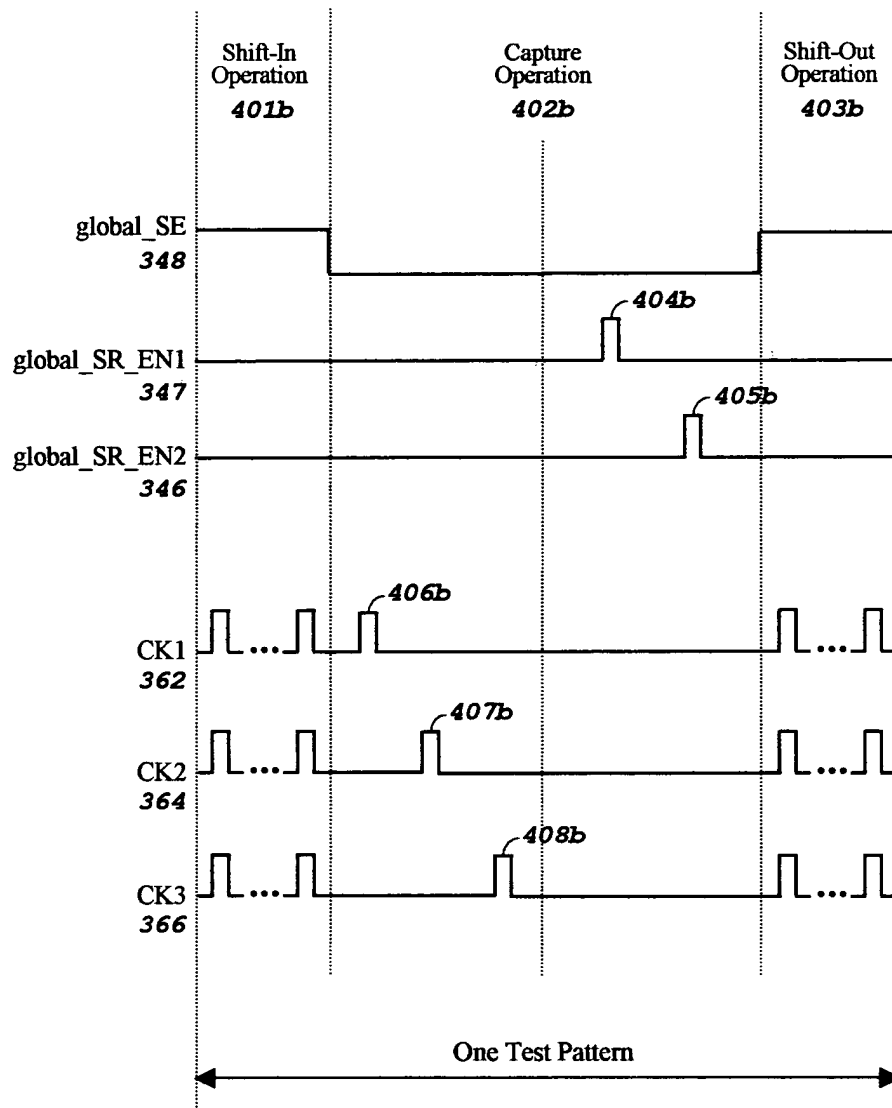 Shift-In
Operation
401b
Capture
Operation
402b
Shift-Out
Operation
403b
global_SE
348
404b
global_SR_EN1
347
405b
global_SR_EN2
346
406b
CK1
362
407b
CK2
364
408b
CK3
366
One Test Pattern